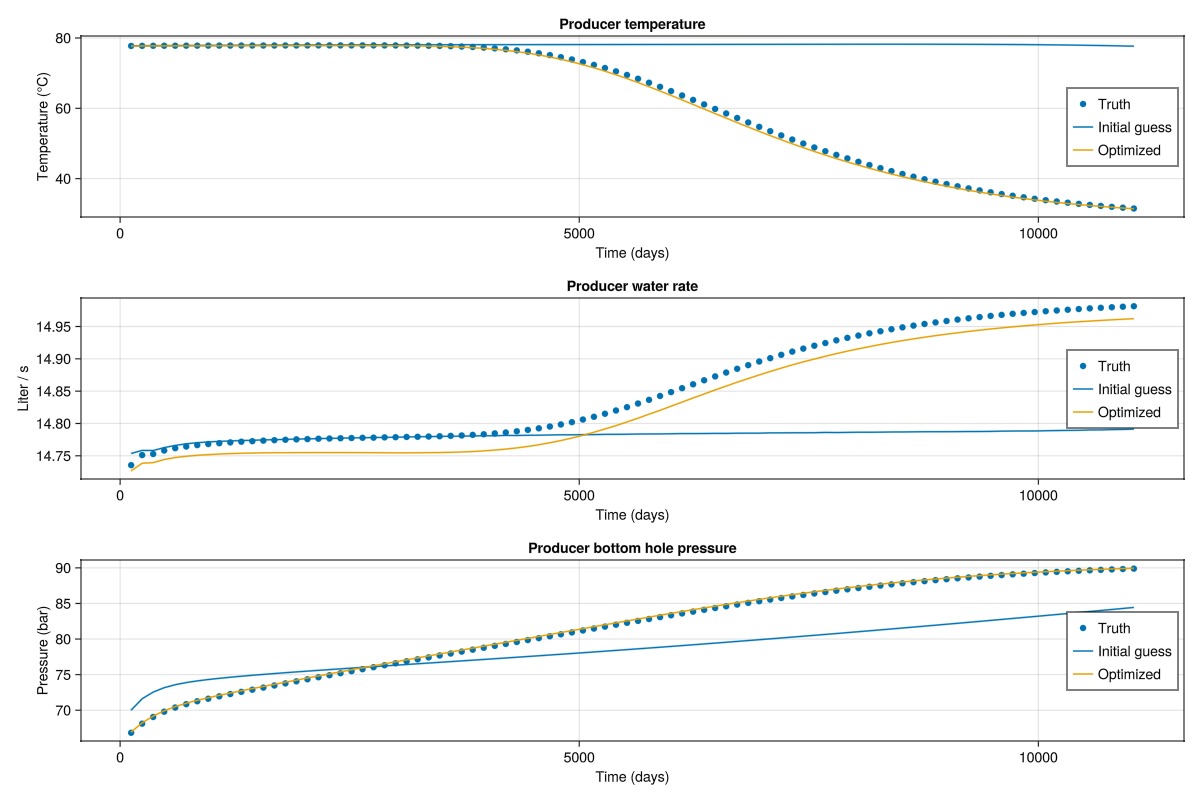 Producer temperature
80
60
40
Temperature (°C)
Truth
Initial guess
Optimized
0 5000 10000
Time (days)
Producer water rate
14.95
14.90
14.85
14.80
14.75
Liter / s
Truth
Initial guess
Optimized
0 5000 10000
Time (days)
Producer bottom hole pressure
90
85
80
75
70
Pressure (bar)
Truth
Initial guess
Optimized
0 5000 10000
Time (days)